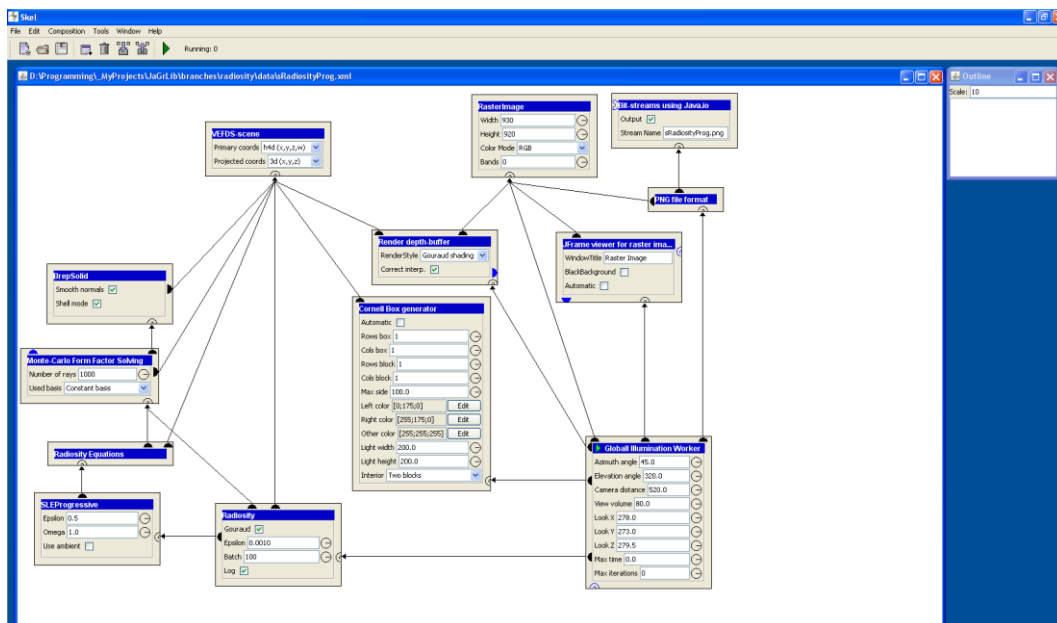 Skel
File Edit Composition Tools Window Help
Running: 0
D:\Programming\_MyProjects\JaGrLib\branches\radiosity\data\sRadiosityProg.xml
Outline
Scale: 10
VEFDS-scene
Primary coords h4d (x,y,z,w)
Projected coords 3d (x,y,z)
RasterImage
Width 930
Height 920
Color Mode RGB
Bands 0
Bit-streams using Java.io
Output
Stream Name sRadiosityProg.png
PNG file format
Render depth-buffer
RenderStyle Gouraud shading
Correct interp.
JFrame viewer for raster ima...
WindowTitle Raster Image
BlackBackground
Automatic
BrepSolid
Smooth normals
Shell mode
Monte-Carlo Form Factor Solving
Number of rays 1000
Used basis Constant basis
Cornell Box generator
Automatic
Rows box 1
Cols box 1
Rows block 1
Cols block 1
Max side 100.0
Left color [0;175;0] Edit
Right color [255;175;0] Edit
Other color [255;255;255] Edit
Light width 200.0
Light height 200.0
Interior Two blocks
Radiosity Equations
SLEProgressive
Epsilon 0.5
Omega 1.0
Use ambient
Radiosity
Gouraud
Epsilon 0.0010
Batch 100
Log
Globall Illumination Worker
Azimuth angle 45.0
Elevation angle 320.0
Camera distance 520.0
View volume 80.0
Look X 278.0
Look Y 273.0
Look Z 279.5
Max time 0.0
Max iterations 0